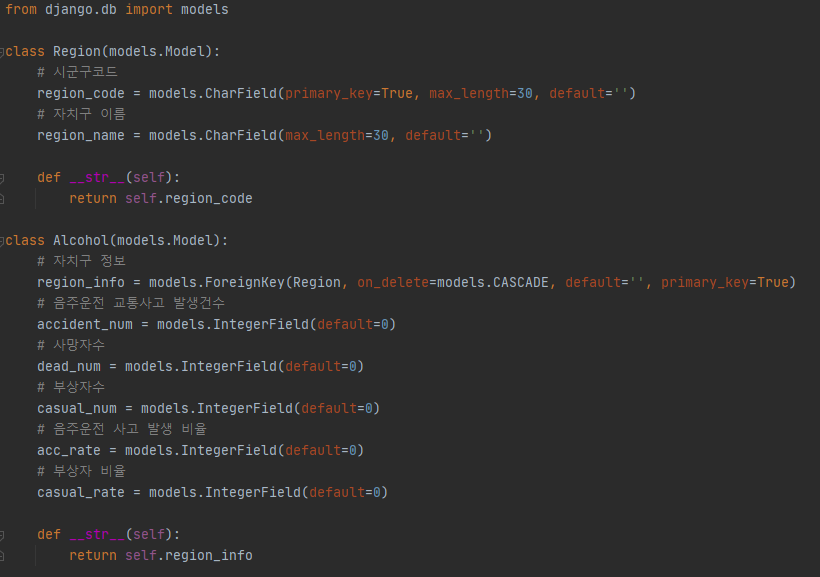 from django.db import models
class Region(models.Model):
# 시군구코드
region_code = models.CharField(primary_key=True, max_length=30, default='')
# 자치구 이름
region_name = models.CharField(max_length=30, default='')
def __str__(self):
return self.region_code
class Alcohol(models.Model):
# 자치구 정보
region_info = models.ForeignKey(Region, on_delete=models.CASCADE, default='', primary_key=True)
# 음주운전 교통사고 발생건수
accident_num = models.IntegerField(default=0)
# 사망자수
dead_num = models.IntegerField(default=0)
# 부상자수
casual_num = models.IntegerField(default=0)
# 음주운전 사고 발생 비율
acc_rate = models.IntegerField(default=0)
# 부상자 비율
casual_rate = models.IntegerField(default=0)
def __str__(self):
return self.region_info